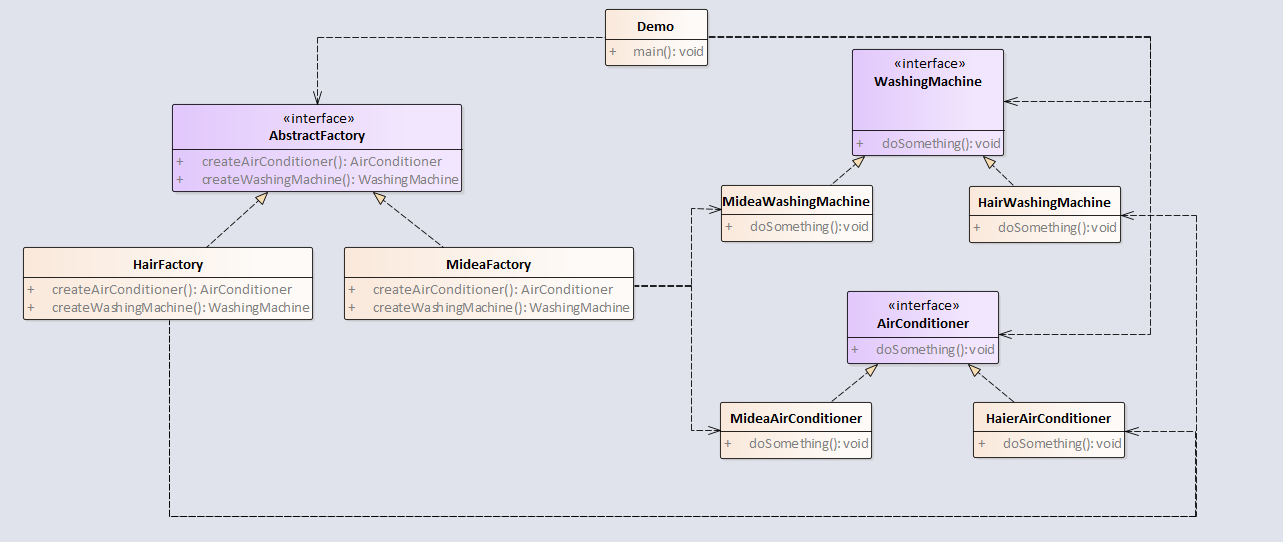 Demo
+ main(): void
«interface»
WashingMachine
+ doSomething(): void
«interface»
AbstractFactory
+ createAirConditioner(): AirConditioner
+ createWashingMachine(): WashingMachine
MideaWashingMachine
+ doSomething(): void
HairWashingMachine
+ doSomething(): void
HairFactory
+ createAirConditioner(): AirConditioner
+ createWashingMachine(): WashingMachine
MideaFactory
+ createAirConditioner(): AirConditioner
+ createWashingMachine(): WashingMachine
«interface»
AirConditioner
+ doSomething(): void
MideaAirConditioner
+ doSomething(): void
HaierAirConditioner
+ doSomething(): void